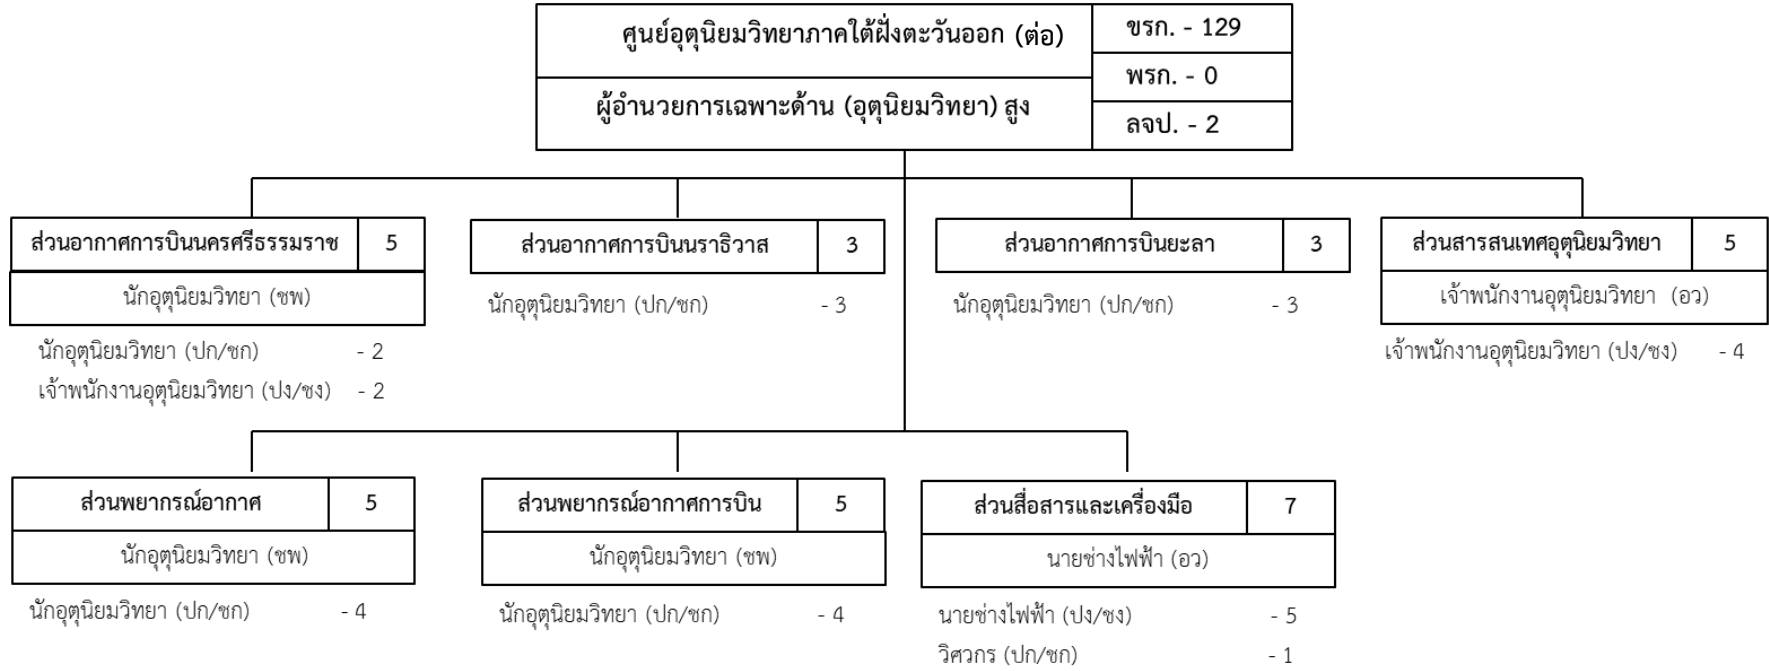 ศูนย์อุตุนิยมวิทยาภาคใต้ฝั่งตะวันออก (ต่อ)
ขรก. - 129
พรก. - 0
ผู้อำนวยการเฉพาะด้าน (อุตุนิยมวิทยา) สูง
ลจป. - 2
ส่วนอากาศการบินนครศรีธรรมราช 5
นักอุตุนิยมวิทยา (ชพ)
นักอุตุนิยมวิทยา (ปก/ชก) - 2
เจ้าพนักงานอุตุนิยมวิทยา (ปง/ชง) - 2
ส่วนอากาศการบินนราธิวาส 3
นักอุตุนิยมวิทยา (ปก/ชก) - 3
ส่วนอากาศการบินยะลา 3
นักอุตุนิยมวิทยา (ปก/ชก) - 3
ส่วนสารสนเทศอุตุนิยมวิทยา 5
เจ้าพนักงานอุตุนิยมวิทยา (อว)
เจ้าพนักงานอุตุนิยมวิทยา (ปง/ชง) - 4
ส่วนพยากรณ์อากาศ 5
นักอุตุนิยมวิทยา (ชพ)
นักอุตุนิยมวิทยา (ปก/ชก) - 4
ส่วนพยากรณ์อากาศการบิน 5
นักอุตุนิยมวิทยา (ชพ)
นักอุตุนิยมวิทยา (ปก/ชก) - 4
ส่วนสื่อสารและเครื่องมือ 7
นายช่างไฟฟ้า (อว)
นายช่างไฟฟ้า (ปง/ชง) - 5
วิศวกร (ปก/ชก) - 1